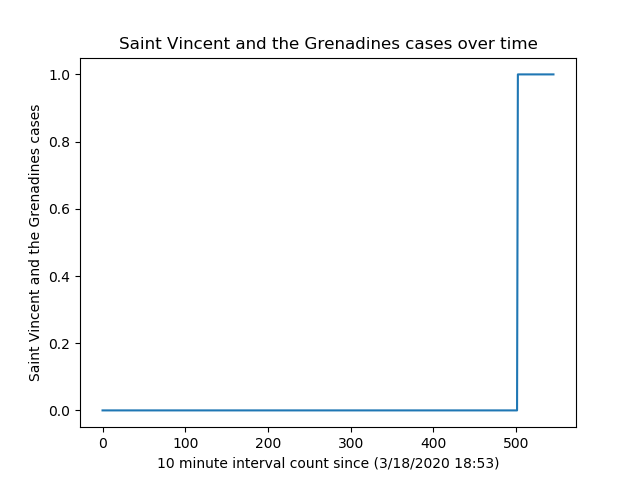 Saint Vincent and the Grenadines cases over time
Saint Vincent and the Grenadines cases
1.0
0.8
0.6
0.4
0.2
0.0
0 100 200 300 400 500
10 minute interval count since (3/18/2020 18:53)